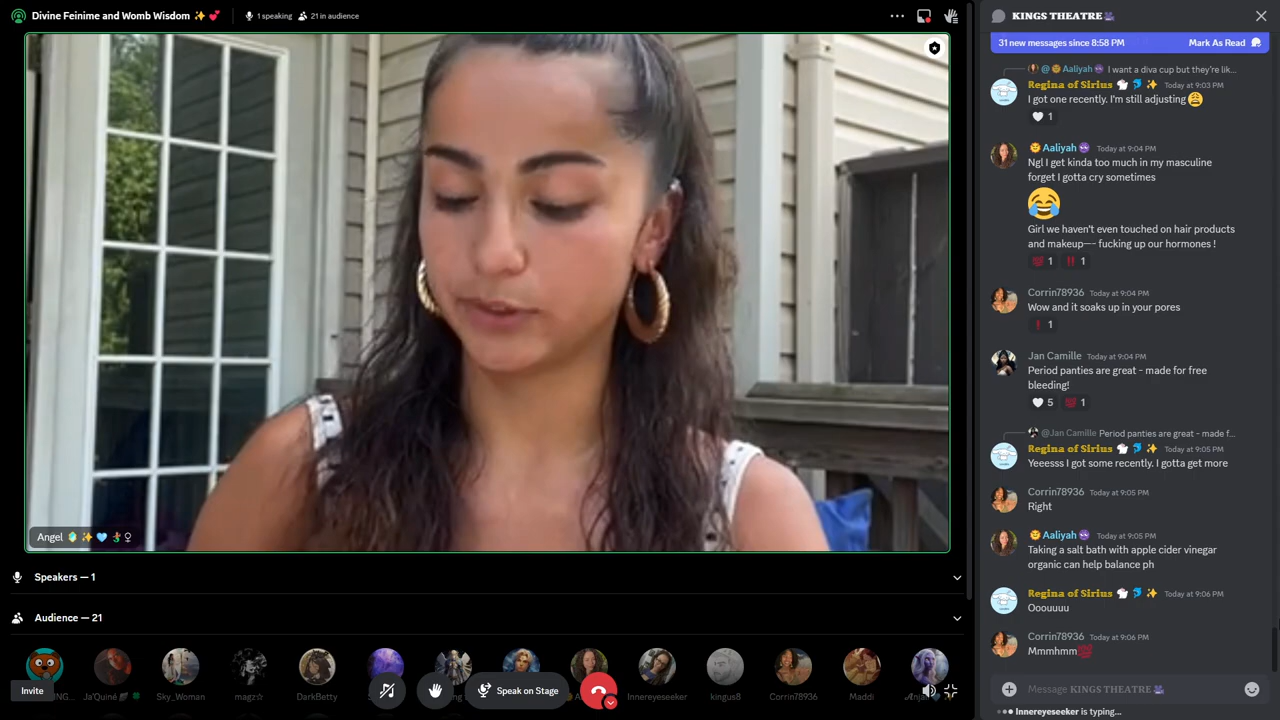 Divine Feinime and Womb Wisdom ✨ 💕
1 speaking
21 in audience
Angel
Speakers — 1
Audience — 21
Ja'Quiné
Sky_Woman
magz☆
DarkBetty
Innereyeseeker
kingus8
Corrin78936
Maddi
Invite
Speak on Stage
KINGS THEATRE
31 new messages since 8:58 PM
Mark As Read
@ Aaliyah I want a diva cup but they're lik...
Regina of Sirius Today at 9:03 PM
I got one recently. I'm still adjusting 😩
🤍 1
Aaliyah Today at 9:04 PM
Ngl I get kinda too much in my masculine
forget I gotta cry sometimes
😂
Girl we haven't even touched on hair products
and makeup—- fucking up our hormones !
💯 1 ‼️ 1
Corrin78936 Today at 9:04 PM
Wow and it soaks up in your pores
❗ 1
Jan Camille Today at 9:04 PM
Period panties are great - made for free
bleeding!
🤍 5 💯 1
@Jan Camille Period panties are great - made f...
Regina of Sirius Today at 9:05 PM
Yeeesss I got some recently. I gotta get more
Corrin78936 Today at 9:05 PM
Right
Aaliyah Today at 9:05 PM
Taking a salt bath with apple cider vinegar
organic can help balance ph
Regina of Sirius Today at 9:06 PM
Ooouuuu
Corrin78936 Today at 9:06 PM
Mmmhmm💯
Message KINGS THEATRE
Innereyeseeker is typing...